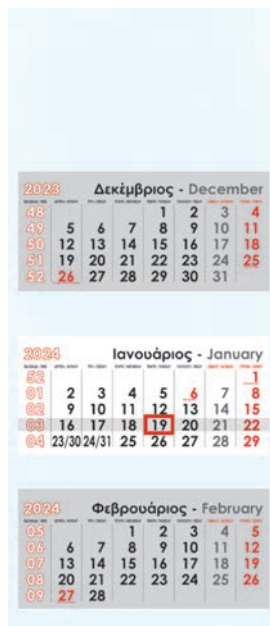 2023 Δεκέμβριος - December
48 1 2 3 4
49 5 6 7 8 9 10 11
50 12 13 14 15 16 17 18
51 19 20 21 22 23 24 25
52 26 27 28 29 30 31
2024 Ιανουάριος - January
52 1
01 2 3 4 5 6 7 8
02 9 10 11 12 13 14 15
03 16 17 18 19 20 21 22
04 23/30 24/31 25 26 27 28 29
2024 Φεβρουάριος - February
05 1 2 3 4 5
06 6 7 8 9 10 11 12
07 13 14 15 16 17 18 19
08 20 21 22 23 24 25 26
09 27 28